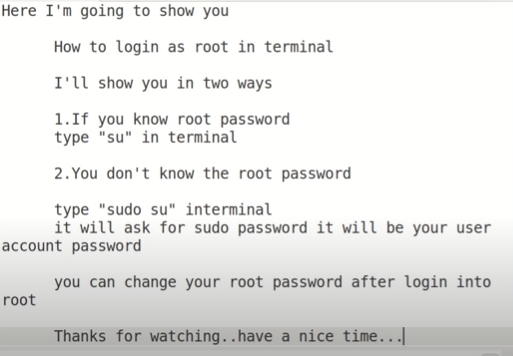 Here I'm going to show you
How to login as root in terminal
I'll show you in two ways
1.If you know root password
type "su" in terminal
2.You don't know the root password
type "sudo su" interminal
it will ask for sudo password it will be your user
account password
you can change your root password after login into
root
Thanks for watching..have a nice time...